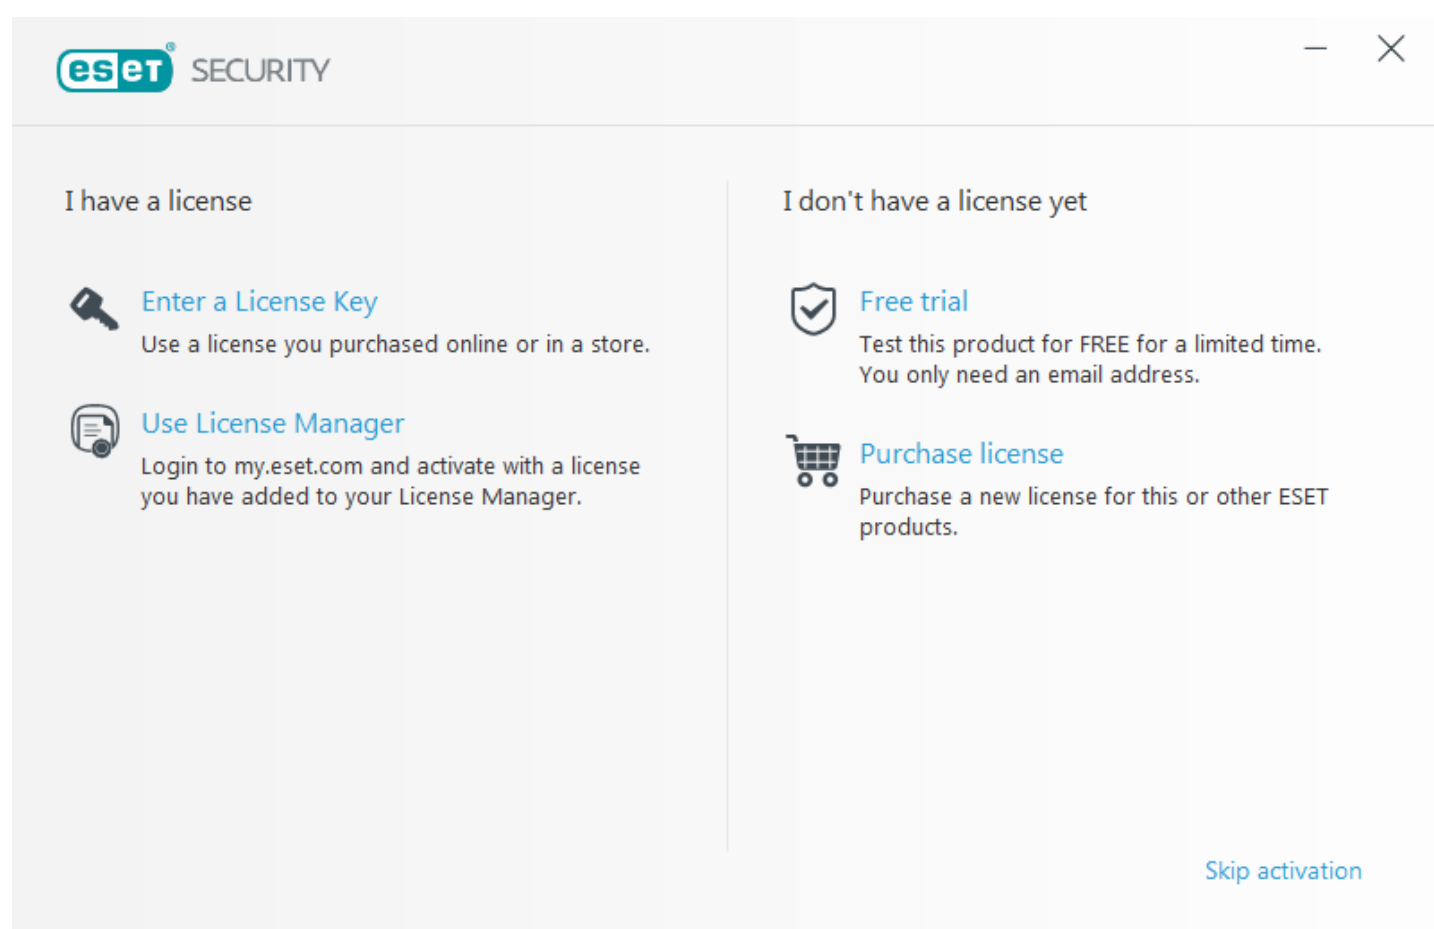 eset® SECURITY
I have a license
Enter a License Key
Use a license you purchased online or in a store.
Use License Manager
Login to my.eset.com and activate with a license
you have added to your License Manager.
I don't have a license yet
Free trial
Test this product for FREE for a limited time.
You only need an email address.
Purchase license
Purchase a new license for this or other ESET
products.
Skip activation